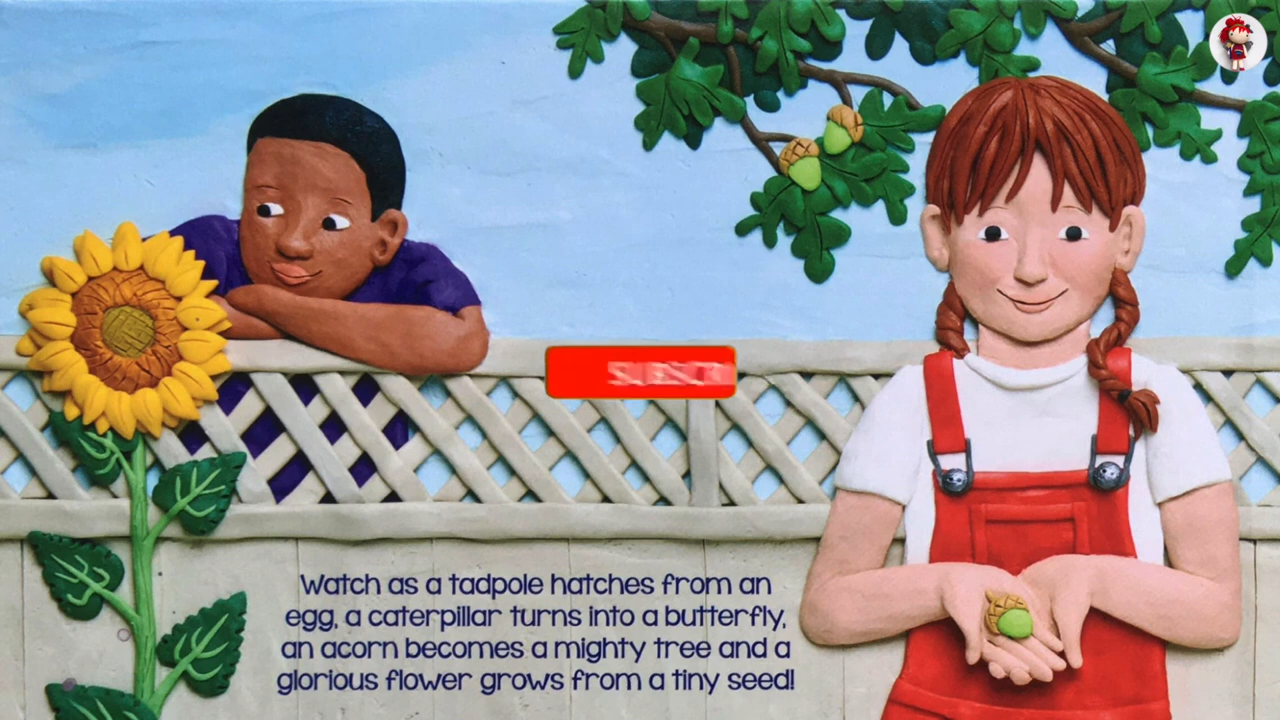 Watch as a tadpole hatches from an
egg, a caterpillar turns into a butterfly,
an acorn becomes a mighty tree and a
glorious flower grows from a tiny seed!